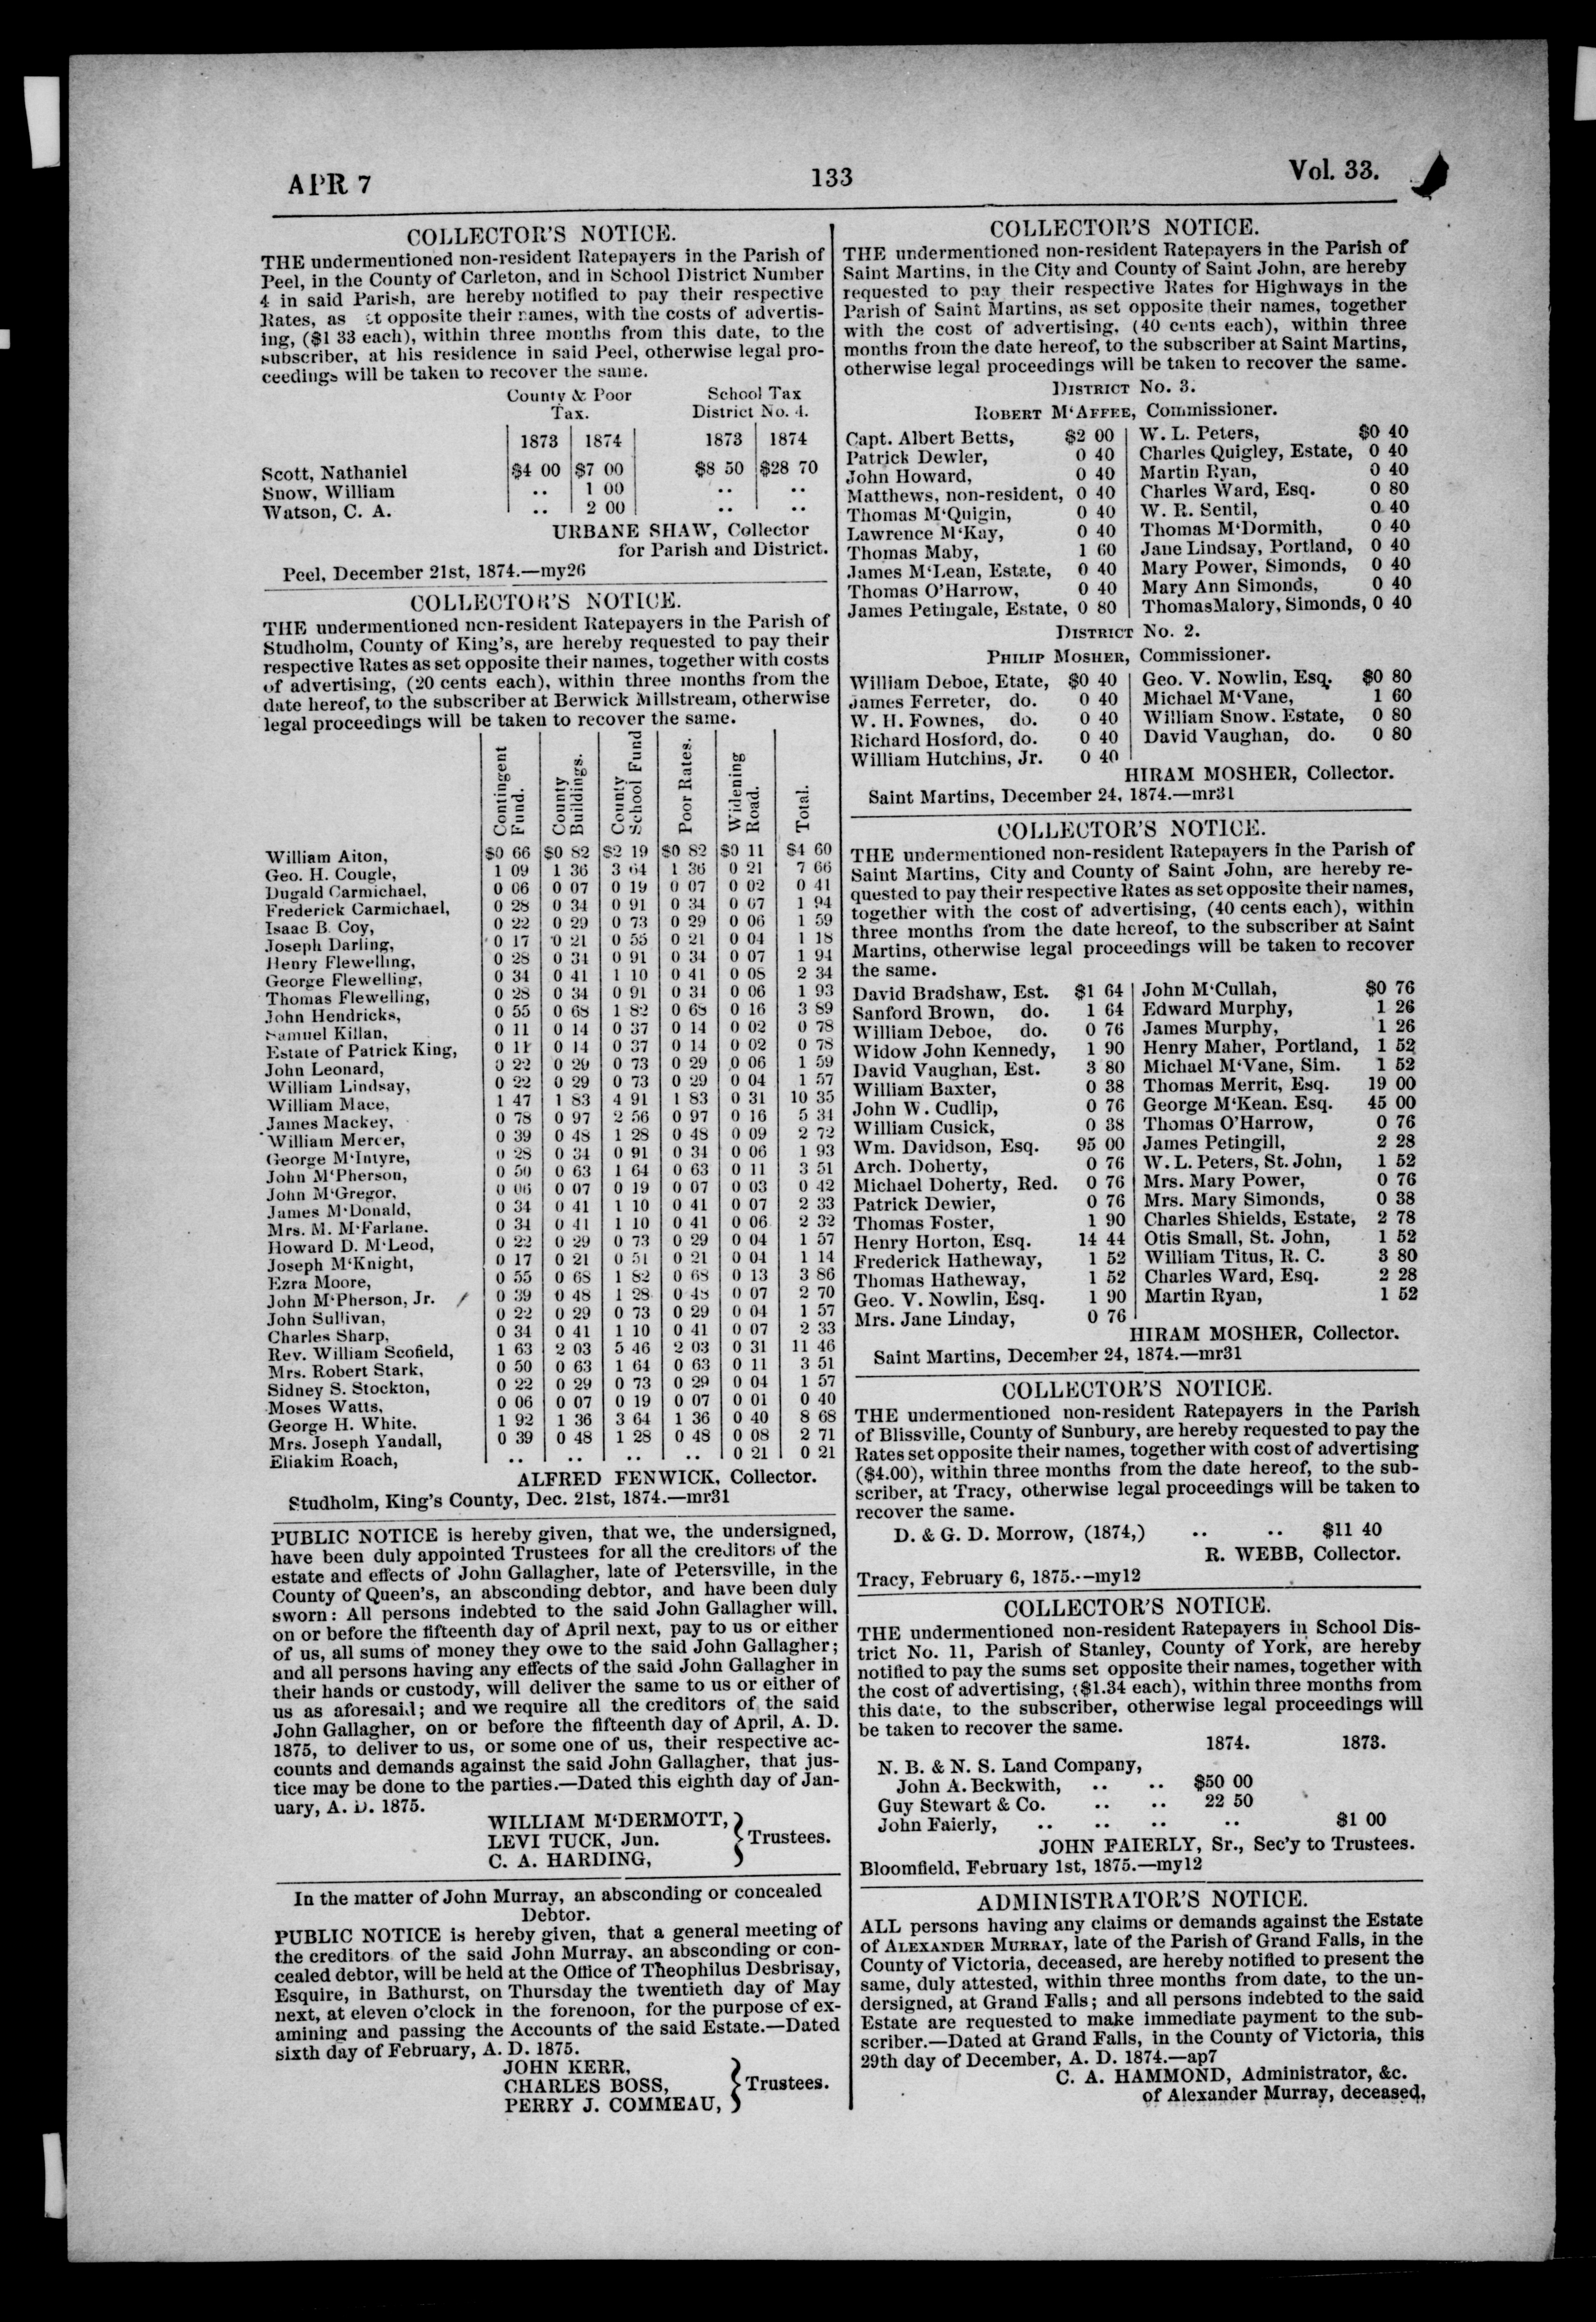 APR 7
133
Vol. 33.
COLLECTOR'S NOTICE.
THE undermentioned non-resident Ratepayers in the Parish of
Peel, in the County of Carleton, and in School District Number
4 in said Parish, are hereby notified to pay their respective
Rates, as et opposite their names, with the costs of advertis-
ing, ($1 33 each), within three months from this date, to the
subscriber, at his residence in said Peel, otherwise legal pro-
ceedings will be taken to recover the same.
County & Poor School Tax
Tax. District No. 4.
1873 1874 1873 1874
Scott, Nathaniel $4 00 $7 00 $8 50 $28 70
Snow, William .. 1 00 .. ..
Watson, C. A. .. 2 00 .. ..
URBANE SHAW, Collector
for Parish and District.
Peel, December 21st, 1874.—my26
COLLECTOR'S NOTICE.
THE undermentioned non-resident Ratepayers in the Parish of
Studholm, County of King's, are hereby requested to pay their
respective Rates as set opposite their names, together with costs
of advertising, (20 cents each), within three months from the
date hereof, to the subscriber at Berwick Millstream, otherwise
legal proceedings will be taken to recover the same.
Contingent Fund. County Buildings. County School Fund Poor Rates. Widening Road. Total.
William Aiton, $0 66 $0 82 $2 19 $0 82 $0 11 $4 60
Geo. H. Cougle, 1 09 1 36 3 64 1 36 0 21 7 66
Dugald Carmichael, 0 06 0 07 0 19 0 07 0 02 0 41
Frederick Carmichael, 0 28 0 34 0 91 0 34 0 07 1 94
Isaac B. Coy, 0 22 0 29 0 73 0 29 0 06 1 59
Joseph Darling, 0 17 0 21 0 55 0 21 0 04 1 18
Henry Flewelling, 0 28 0 34 0 91 0 34 0 07 1 94
George Flewelling, 0 34 0 41 1 10 0 41 0 08 2 34
Thomas Flewelling, 0 28 0 34 0 91 0 34 0 06 1 93
John Hendricks, 0 55 0 68 1 82 0 68 0 16 3 89
Samuel Killan, 0 11 0 14 0 37 0 14 0 02 0 78
Estate of Patrick King, 0 11 0 14 0 37 0 14 0 02 0 78
John Leonard, 0 22 0 29 0 73 0 29 0 06 1 59
William Lindsay, 0 22 0 29 0 73 0 29 0 04 1 57
William Mace, 1 47 1 83 4 91 1 83 0 31 10 35
James Mackey, 0 78 0 97 2 56 0 97 0 16 5 34
William Mercer, 0 39 0 48 1 28 0 48 0 09 2 72
George M'Intyre, 0 28 0 34 0 91 0 34 0 06 1 93
John M'Pherson, 0 50 0 63 1 64 0 63 0 11 3 51
John M'Gregor, 0 06 0 07 0 19 0 07 0 03 0 42
James M'Donald, 0 34 0 41 1 10 0 41 0 07 2 33
Mrs. M. M'Farlane. 0 34 0 41 1 10 0 41 0 06 2 32
Howard D. M'Leod, 0 22 0 29 0 73 0 29 0 04 1 57
Joseph M'Knight, 0 17 0 21 0 51 0 21 0 04 1 14
Ezra Moore, 0 55 0 68 1 82 0 68 0 13 3 86
John M'Pherson, Jr. 0 39 0 48 1 28 0 48 0 07 2 70
John Sullivan, 0 22 0 29 0 73 0 29 0 04 1 57
Charles Sharp, 0 34 0 41 1 10 0 41 0 07 2 33
Rev. William Scofield, 1 63 2 03 5 46 2 03 0 31 11 46
Mrs. Robert Stark, 0 50 0 63 1 64 0 63 0 11 3 51
Sidney S. Stockton, 0 22 0 29 0 73 0 29 0 04 1 57
Moses Watts, 0 06 0 07 0 19 0 07 0 01 0 40
George H. White, 1 92 1 36 3 64 1 36 0 40 8 68
Mrs. Joseph Yandall, 0 39 0 48 1 28 0 48 0 08 2 71
Eliakim Roach, .. .. .. .. 0 21 0 21
ALFRED FENWICK, Collector.
Studholm, King's County, Dec. 21st, 1874.—mr31
PUBLIC NOTICE is hereby given, that we, the undersigned,
have been duly appointed Trustees for all the creditors of the
estate and effects of John Gallagher, late of Petersville, in the
County of Queen's, an absconding debtor, and have been duly
sworn: All persons indebted to the said John Gallagher will,
on or before the fifteenth day of April next, pay to us or either
of us, all sums of money they owe to the said John Gallagher;
and all persons having any effects of the said John Gallagher in
their hands or custody, will deliver the same to us or either of
us as aforesaid; and we require all the creditors of the said
John Gallagher, on or before the fifteenth day of April, A. D.
1875, to deliver to us, or some one of us, their respective ac-
counts and demands against the said John Gallagher, that jus-
tice may be done to the parties.—Dated this eighth day of Jan-
uary, A. D. 1875.
WILLIAM M'DERMOTT,
LEVI TUCK, Jun. } Trustees.
C. A. HARDING,
In the matter of John Murray, an absconding or concealed
Debtor.
PUBLIC NOTICE is hereby given, that a general meeting of
the creditors of the said John Murray, an absconding or con-
cealed debtor, will be held at the Office of Theophilus Desbrisay,
Esquire, in Bathurst, on Thursday the twentieth day of May
next, at eleven o'clock in the forenoon, for the purpose of ex-
amining and passing the Accounts of the said Estate.—Dated
sixth day of February, A. D. 1875.
JOHN KERR,
CHARLES BOSS, } Trustees.
PERRY J. COMMEAU,
COLLECTOR'S NOTICE.
THE undermentioned non-resident Ratepayers in the Parish of
Saint Martins, in the City and County of Saint John, are hereby
requested to pay their respective Rates for Highways in the
Parish of Saint Martins, as set opposite their names, together
with the cost of advertising, (40 cents each), within three
months from the date hereof, to the subscriber at Saint Martins,
otherwise legal proceedings will be taken to recover the same.
DISTRICT No. 3.
ROBERT M'AFFEE, Commissioner.
Capt. Albert Betts, $2 00 W. L. Peters, $0 40
Patrick Dewler, 0 40 Charles Quigley, Estate, 0 40
John Howard, 0 40 Martin Ryan, 0 40
Matthews, non-resident, 0 40 Charles Ward, Esq. 0 80
Thomas M'Quigin, 0 40 W. R. Sentil, 0 40
Lawrence M'Kay, 0 40 Thomas M'Dormith, 0 40
Thomas Maby, 1 60 Jane Lindsay, Portland, 0 40
James M'Lean, Estate, 0 40 Mary Power, Simonds, 0 40
Thomas O'Harrow, 0 40 Mary Ann Simonds, 0 40
James Petingale, Estate, 0 80 ThomasMalory, Simonds, 0 40
DISTRICT No. 2.
PHILIP MOSHER, Commissioner.
William Deboe, Etate, $0 40 Geo. V. Nowlin, Esq. $0 80
James Ferreter, do. 0 40 Michael M'Vane, 1 60
W. H. Fownes, do. 0 40 William Snow. Estate, 0 80
Richard Hosford, do. 0 40 David Vaughan, do. 0 80
William Hutchins, Jr. 0 40
HIRAM MOSHER, Collector.
Saint Martins, December 24, 1874.—mr31
COLLECTOR'S NOTICE.
THE undermentioned non-resident Ratepayers in the Parish of
Saint Martins, City and County of Saint John, are hereby re-
quested to pay their respective Rates as set opposite their names,
together with the cost of advertising, (40 cents each), within
three months from the date hereof, to the subscriber at Saint
Martins, otherwise legal proceedings will be taken to recover
the same.
David Bradshaw, Est. $1 64 John M'Cullah, $0 76
Sanford Brown, do. 1 64 Edward Murphy, 1 26
William Deboe, do. 0 76 James Murphy, 1 26
Widow John Kennedy, 1 90 Henry Maher, Portland, 1 52
David Vaughan, Est. 3 80 Michael M'Vane, Sim. 1 52
William Baxter, 0 38 Thomas Merrit, Esq. 19 00
John W. Cudlip, 0 76 George M'Kean. Esq. 45 00
William Cusick, 0 38 Thomas O'Harrow, 0 76
Wm. Davidson, Esq. 95 00 James Petingill, 2 28
Arch. Doherty, 0 76 W. L. Peters, St. John, 1 52
Michael Doherty, Red. 0 76 Mrs. Mary Power, 0 76
Patrick Dewier, 0 76 Mrs. Mary Simonds, 0 38
Thomas Foster, 1 90 Charles Shields, Estate, 2 78
Henry Horton, Esq. 14 44 Otis Small, St. John, 1 52
Frederick Hatheway, 1 52 William Titus, R. C. 3 80
Thomas Hatheway, 1 52 Charles Ward, Esq. 2 28
Geo. V. Nowlin, Esq. 1 90 Martin Ryan, 1 52
Mrs. Jane Linday, 0 76
HIRAM MOSHER, Collector.
Saint Martins, December 24, 1874.—mr31
COLLECTOR'S NOTICE.
THE undermentioned non-resident Ratepayers in the Parish
of Blissville, County of Sunbury, are hereby requested to pay the
Rates set opposite their names, together with cost of advertising
($4.00), within three months from the date hereof, to the sub-
scriber, at Tracy, otherwise legal proceedings will be taken to
recover the same.
D. & G. D. Morrow, (1874,) .. .. $11 40
R. WEBB, Collector.
Tracy, February 6, 1875.--my12
COLLECTOR'S NOTICE.
THE undermentioned non-resident Ratepayers in School Dis-
trict No. 11, Parish of Stanley, County of York, are hereby
notified to pay the sums set opposite their names, together with
the cost of advertising, ($1.34 each), within three months from
this date, to the subscriber, otherwise legal proceedings will
be taken to recover the same.
1874. 1873.
N. B. & N. S. Land Company,
John A. Beckwith, .. .. $50 00
Guy Stewart & Co. .. .. 22 50
John Faierly, .. .. .. .. $1 00
JOHN FAIERLY, Sr., Sec'y to Trustees.
Bloomfield, February 1st, 1875.—my12
ADMINISTRATOR'S NOTICE.
ALL persons having any claims or demands against the Estate
of ALEXANDER MURRAY, late of the Parish of Grand Falls, in the
County of Victoria, deceased, are hereby notified to present the
same, duly attested, within three months from date, to the un-
dersigned, at Grand Falls; and all persons indebted to the said
Estate are requested to make immediate payment to the sub-
scriber.—Dated at Grand Falls, in the County of Victoria, this
29th day of December, A. D. 1874.—ap7
C. A. HAMMOND, Administrator, &c.
of Alexander Murray, deceased,